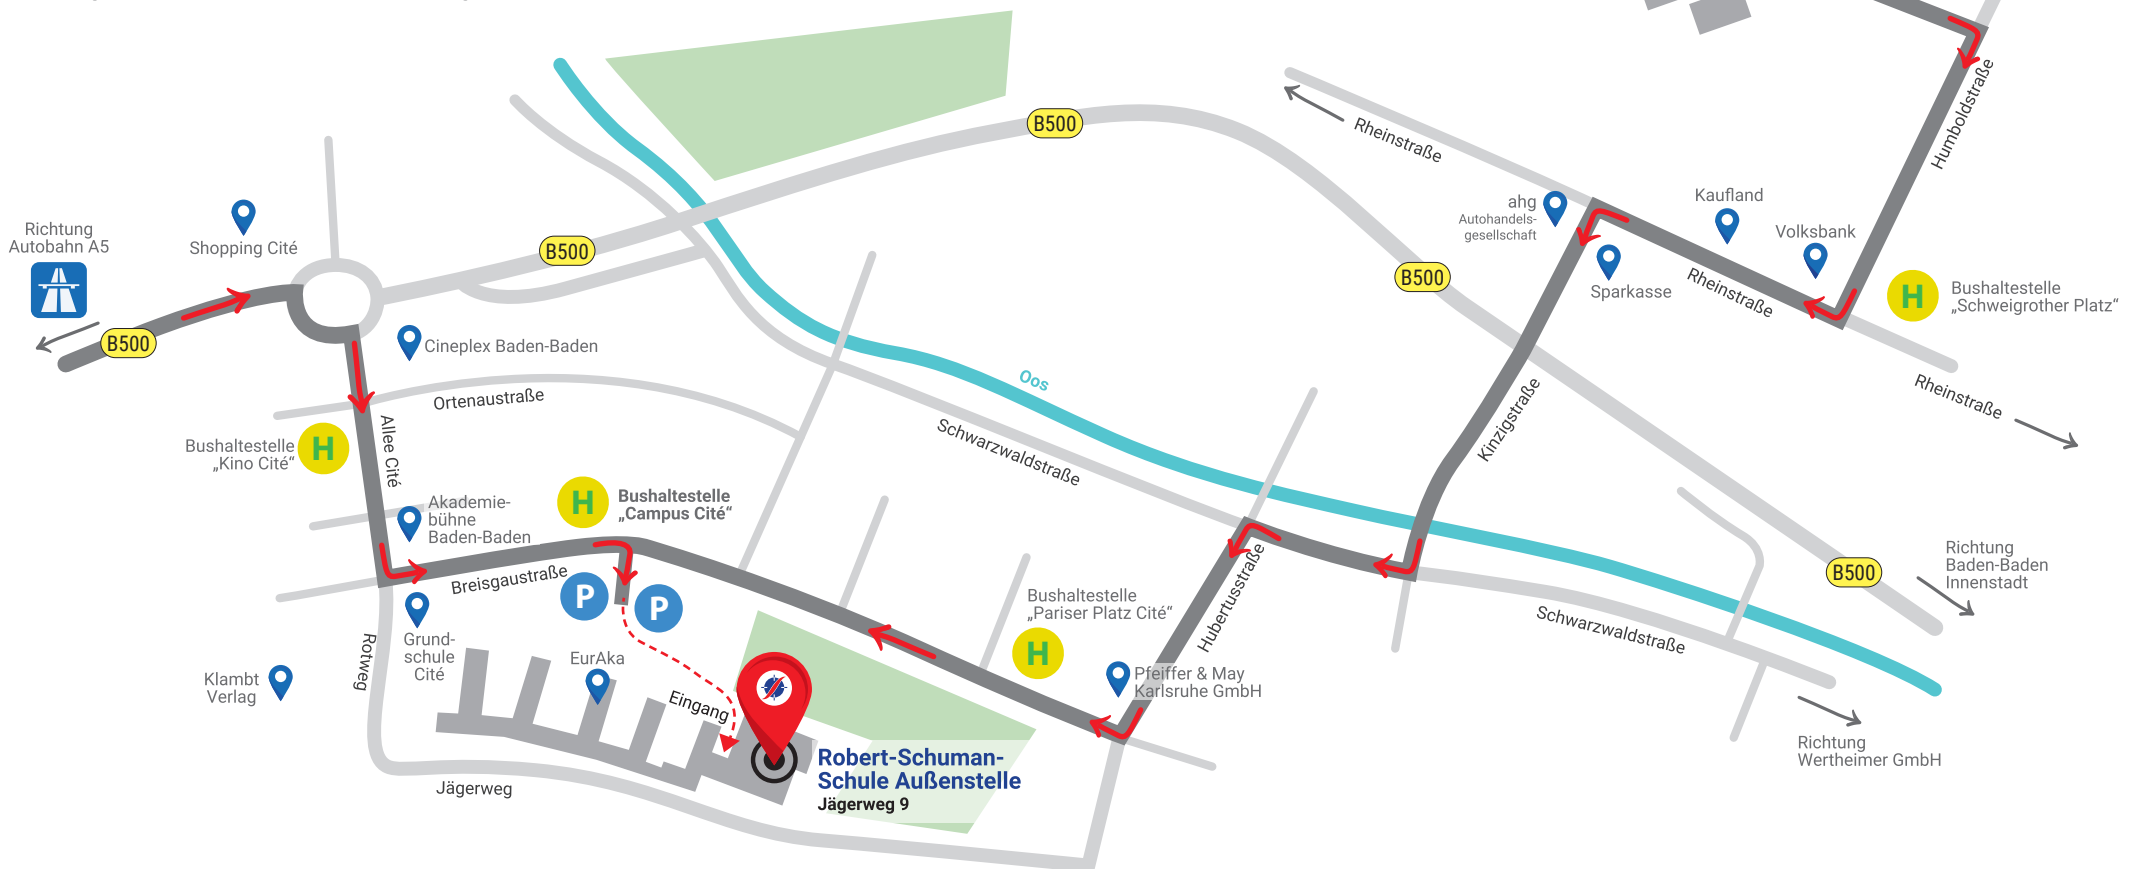 Richtung
Autobahn A5
B500
Shopping Cité
B500
B500
B500
B500
Cineplex Baden-Baden
Ortenaustraße
Bushaltestelle
„Kino Cité“
H
Allee Cité
Akademie-
bühne
Baden-Baden
H
Bushaltestelle
„Campus Cité“
Breisgaustraße
P
P
Grund-
schule
Cité
Rotweg
Klambt
Verlag
EurAka
Eingang
Jägerweg
Robert-Schuman-
Schule Außenstelle
Jägerweg 9
Oos
Schwarzwaldstraße
Bushaltestelle
„Pariser Platz Cité“
H
Pfeiffer & May
Karlsruhe GmbH
Hubertusstraße
Kinzigstraße
Rheinstraße
ahg
Autohandels-
gesellschaft
Sparkasse
Kaufland
Volksbank
Rheinstraße
Humboldstraße
H
Bushaltestelle
„Schweigrother Platz“
Rheinstraße
Richtung
Baden-Baden
Innenstadt
Schwarzwaldstraße
Richtung
Wertheimer GmbH